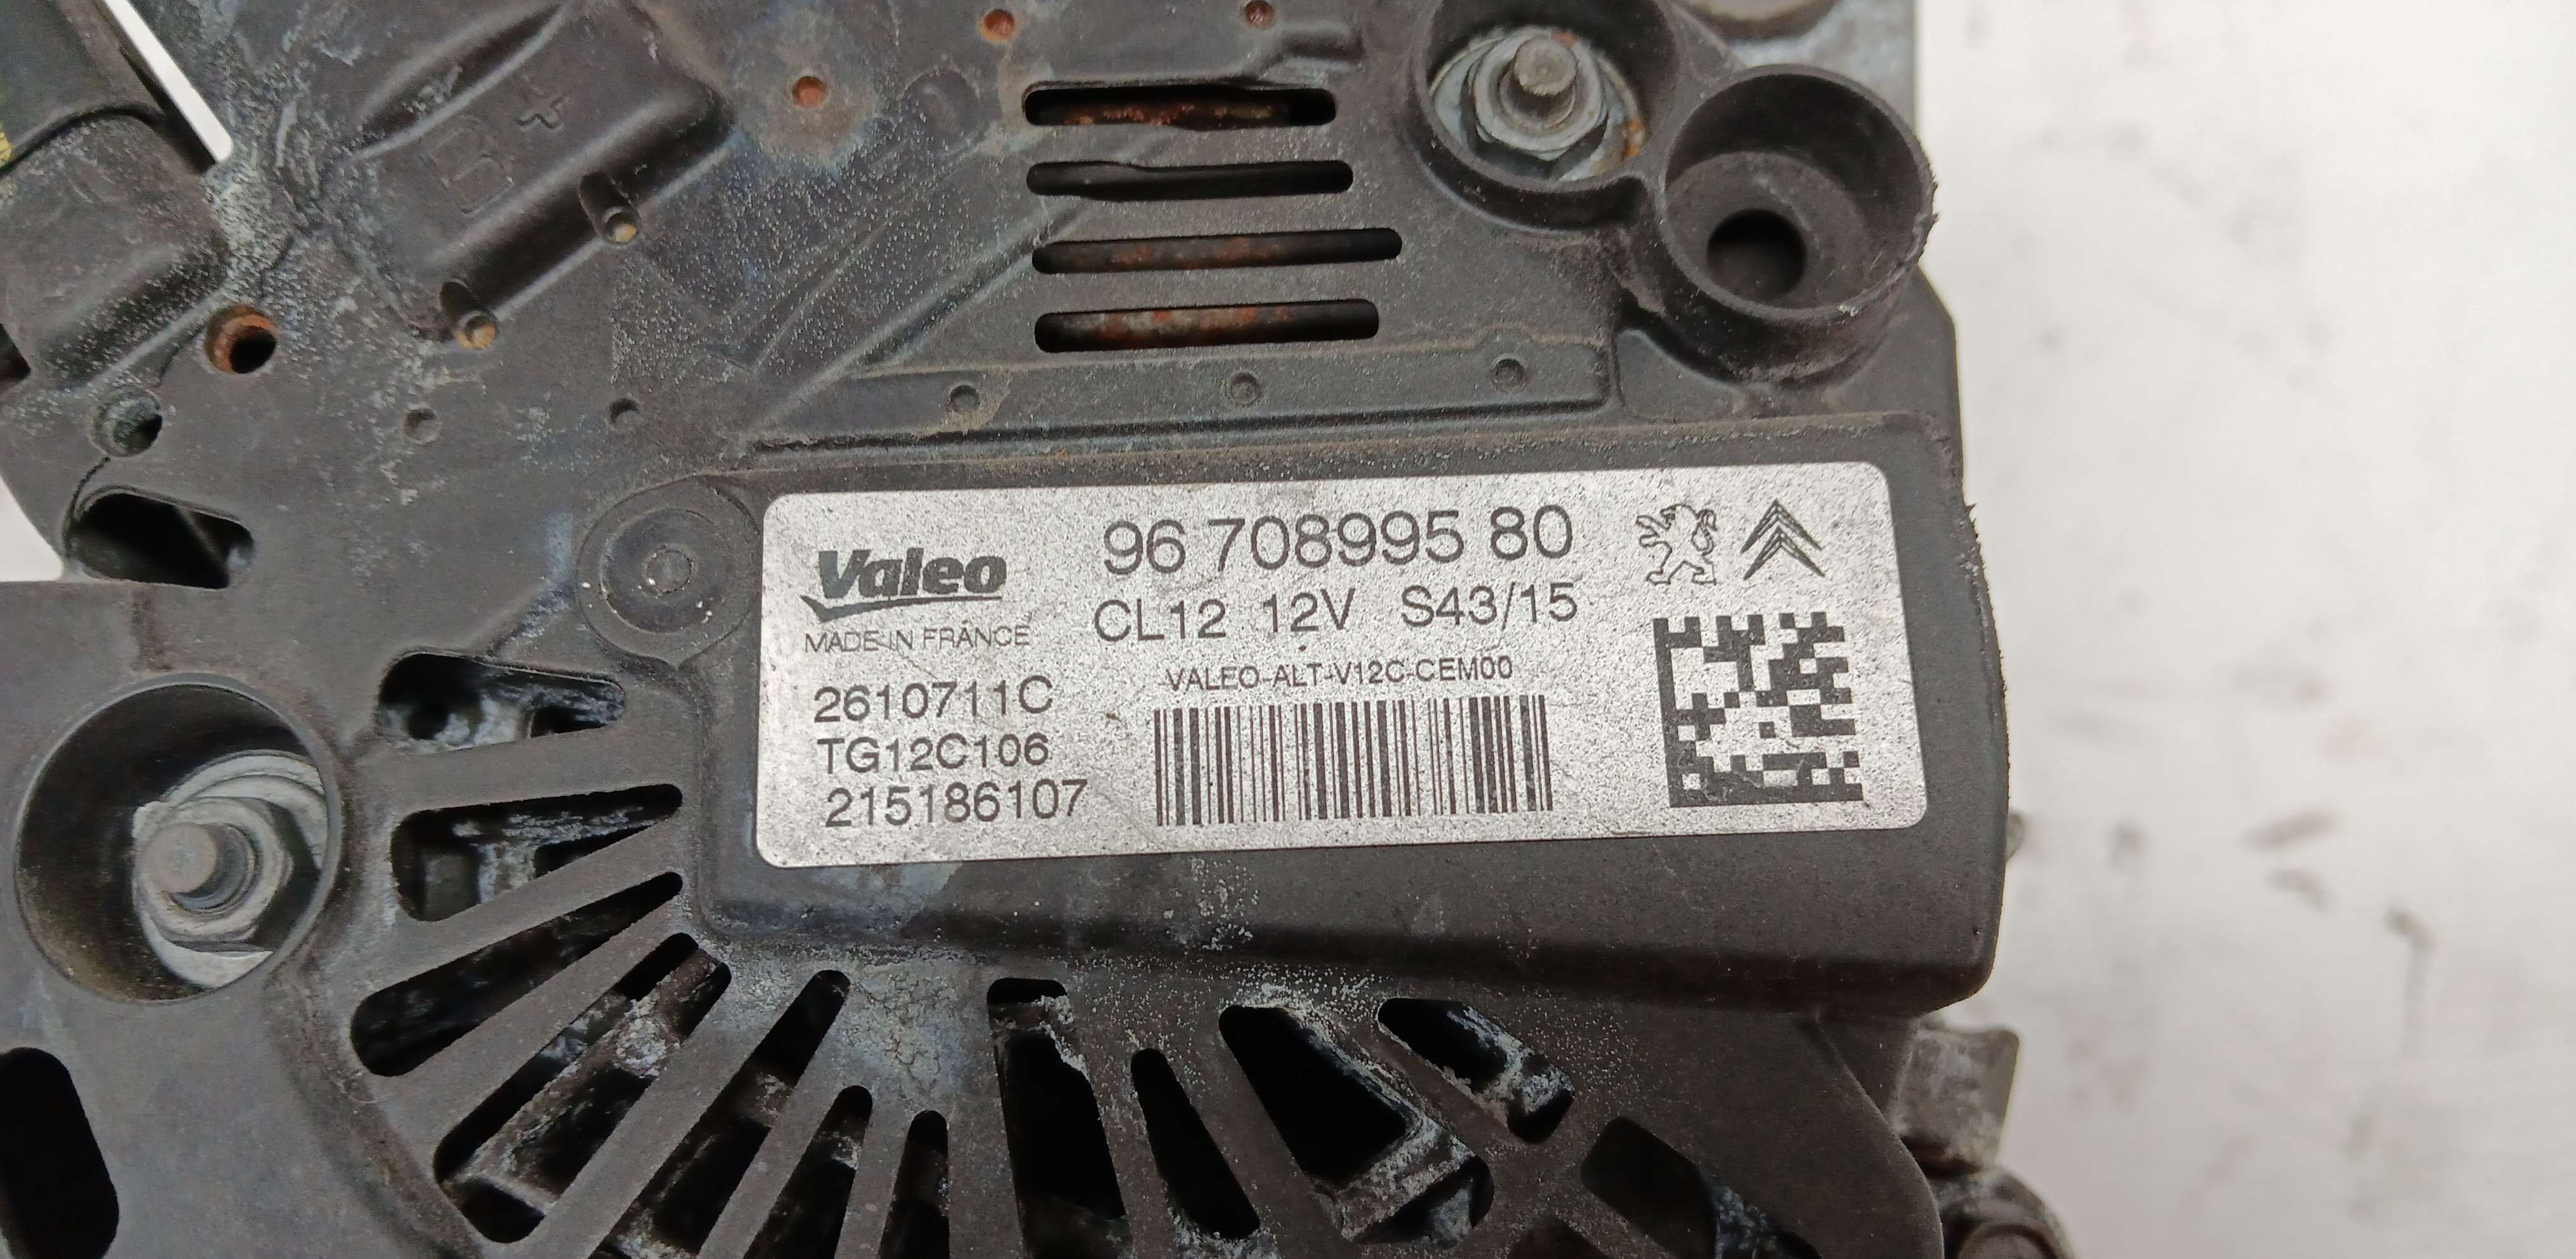 B+
Valeo
MADE IN FRANCE
96 708995 80
CL12 12V S43/15
VALEO-ALT-V12C-CEM00
2610711C
TG12C106
215186107